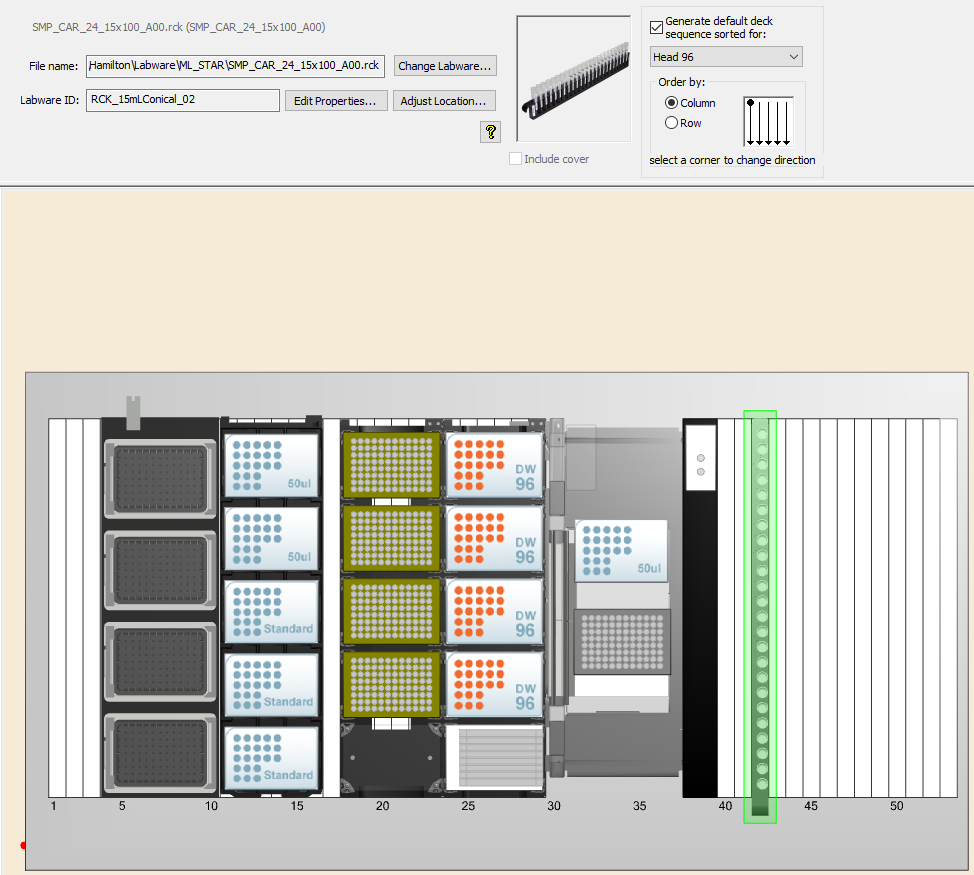 SMP_CAR_24_15x100_A00.rck (SMP_CAR_24_15x100_A00)
File name: Hamilton\Labware\ML_STAR\SMP_CAR_24_15x100_A00.rck Change Labware...
Labware ID: RCK_15mLConical_02 Edit Properties... Adjust Location...
?
Include cover
Generate default deck
sequence sorted for:
Head 96
Order by:
Column
Row
select a corner to change direction
50ul
DW
96
50ul
DW
96
50ul
Standard
DW
96
Standard
DW
96
Standard
1 5 10 15 20 25 30 35 40 45 50